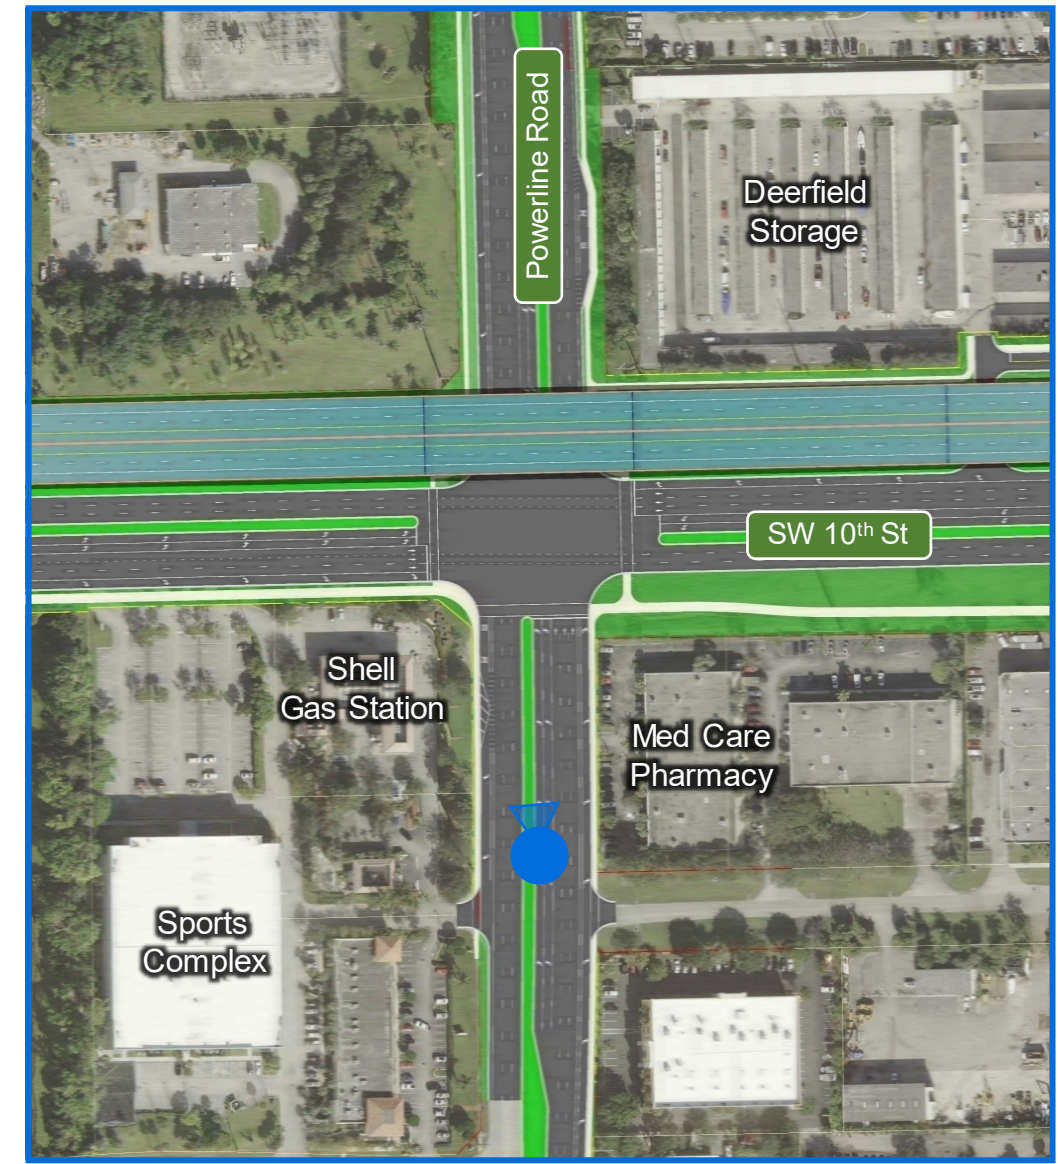 Powerline Road
Deerfield
Storage
SW 10th St
Shell
Gas Station
Med Care
Pharmacy
Sports
Complex